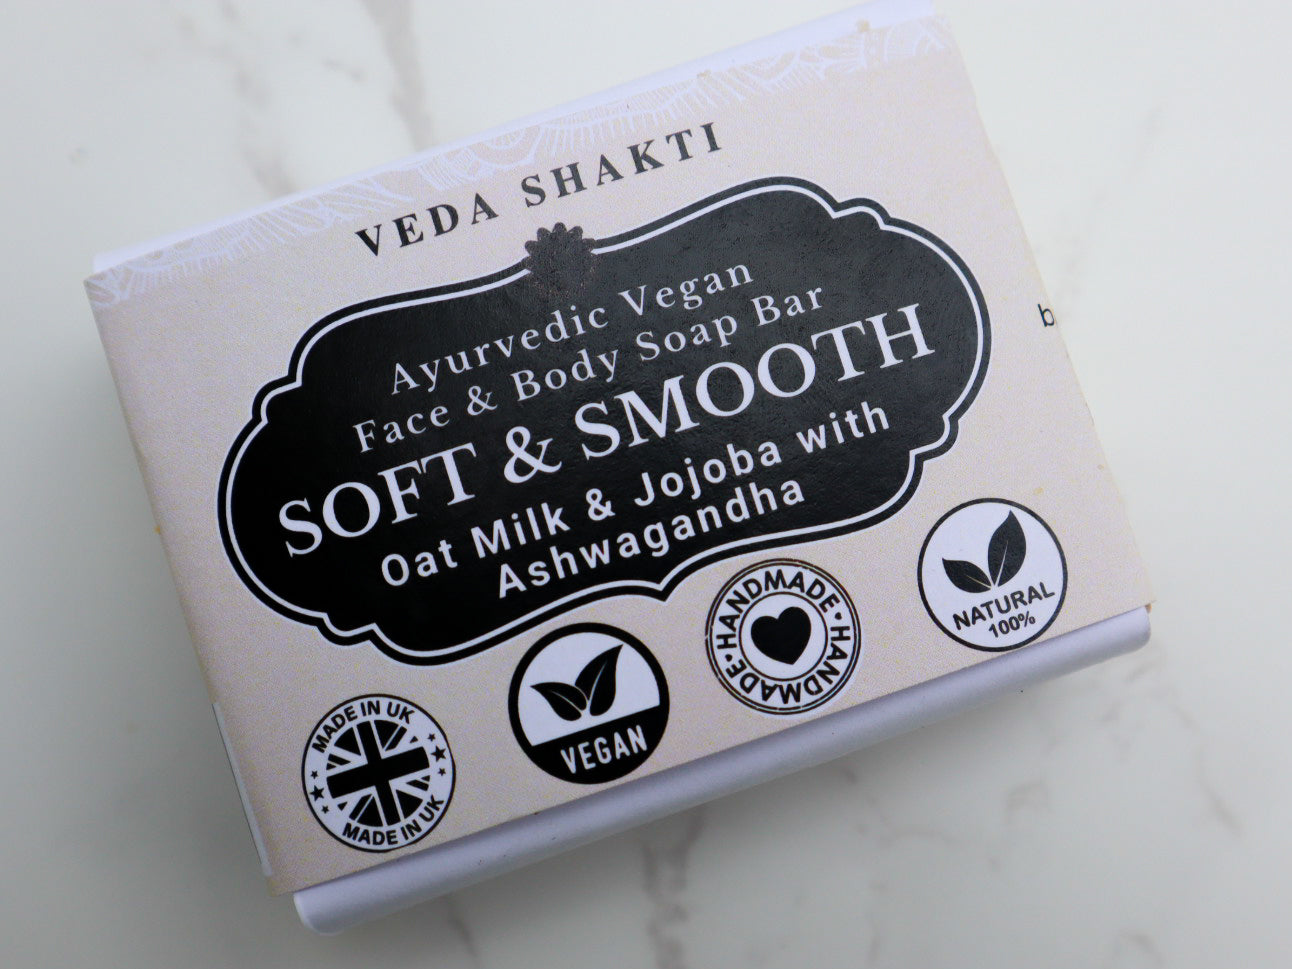 VEDA SHAKTI
Ayurvedic Vegan
Face & Body Soap Bar
SOFT & SMOOTH
Oat Milk & Jojoba with
Ashwagandha
MADE IN UK
MADE IN UK
VEGAN
HANDMADE • HANDMADE •
HANDMADE
NATURAL
100%
b